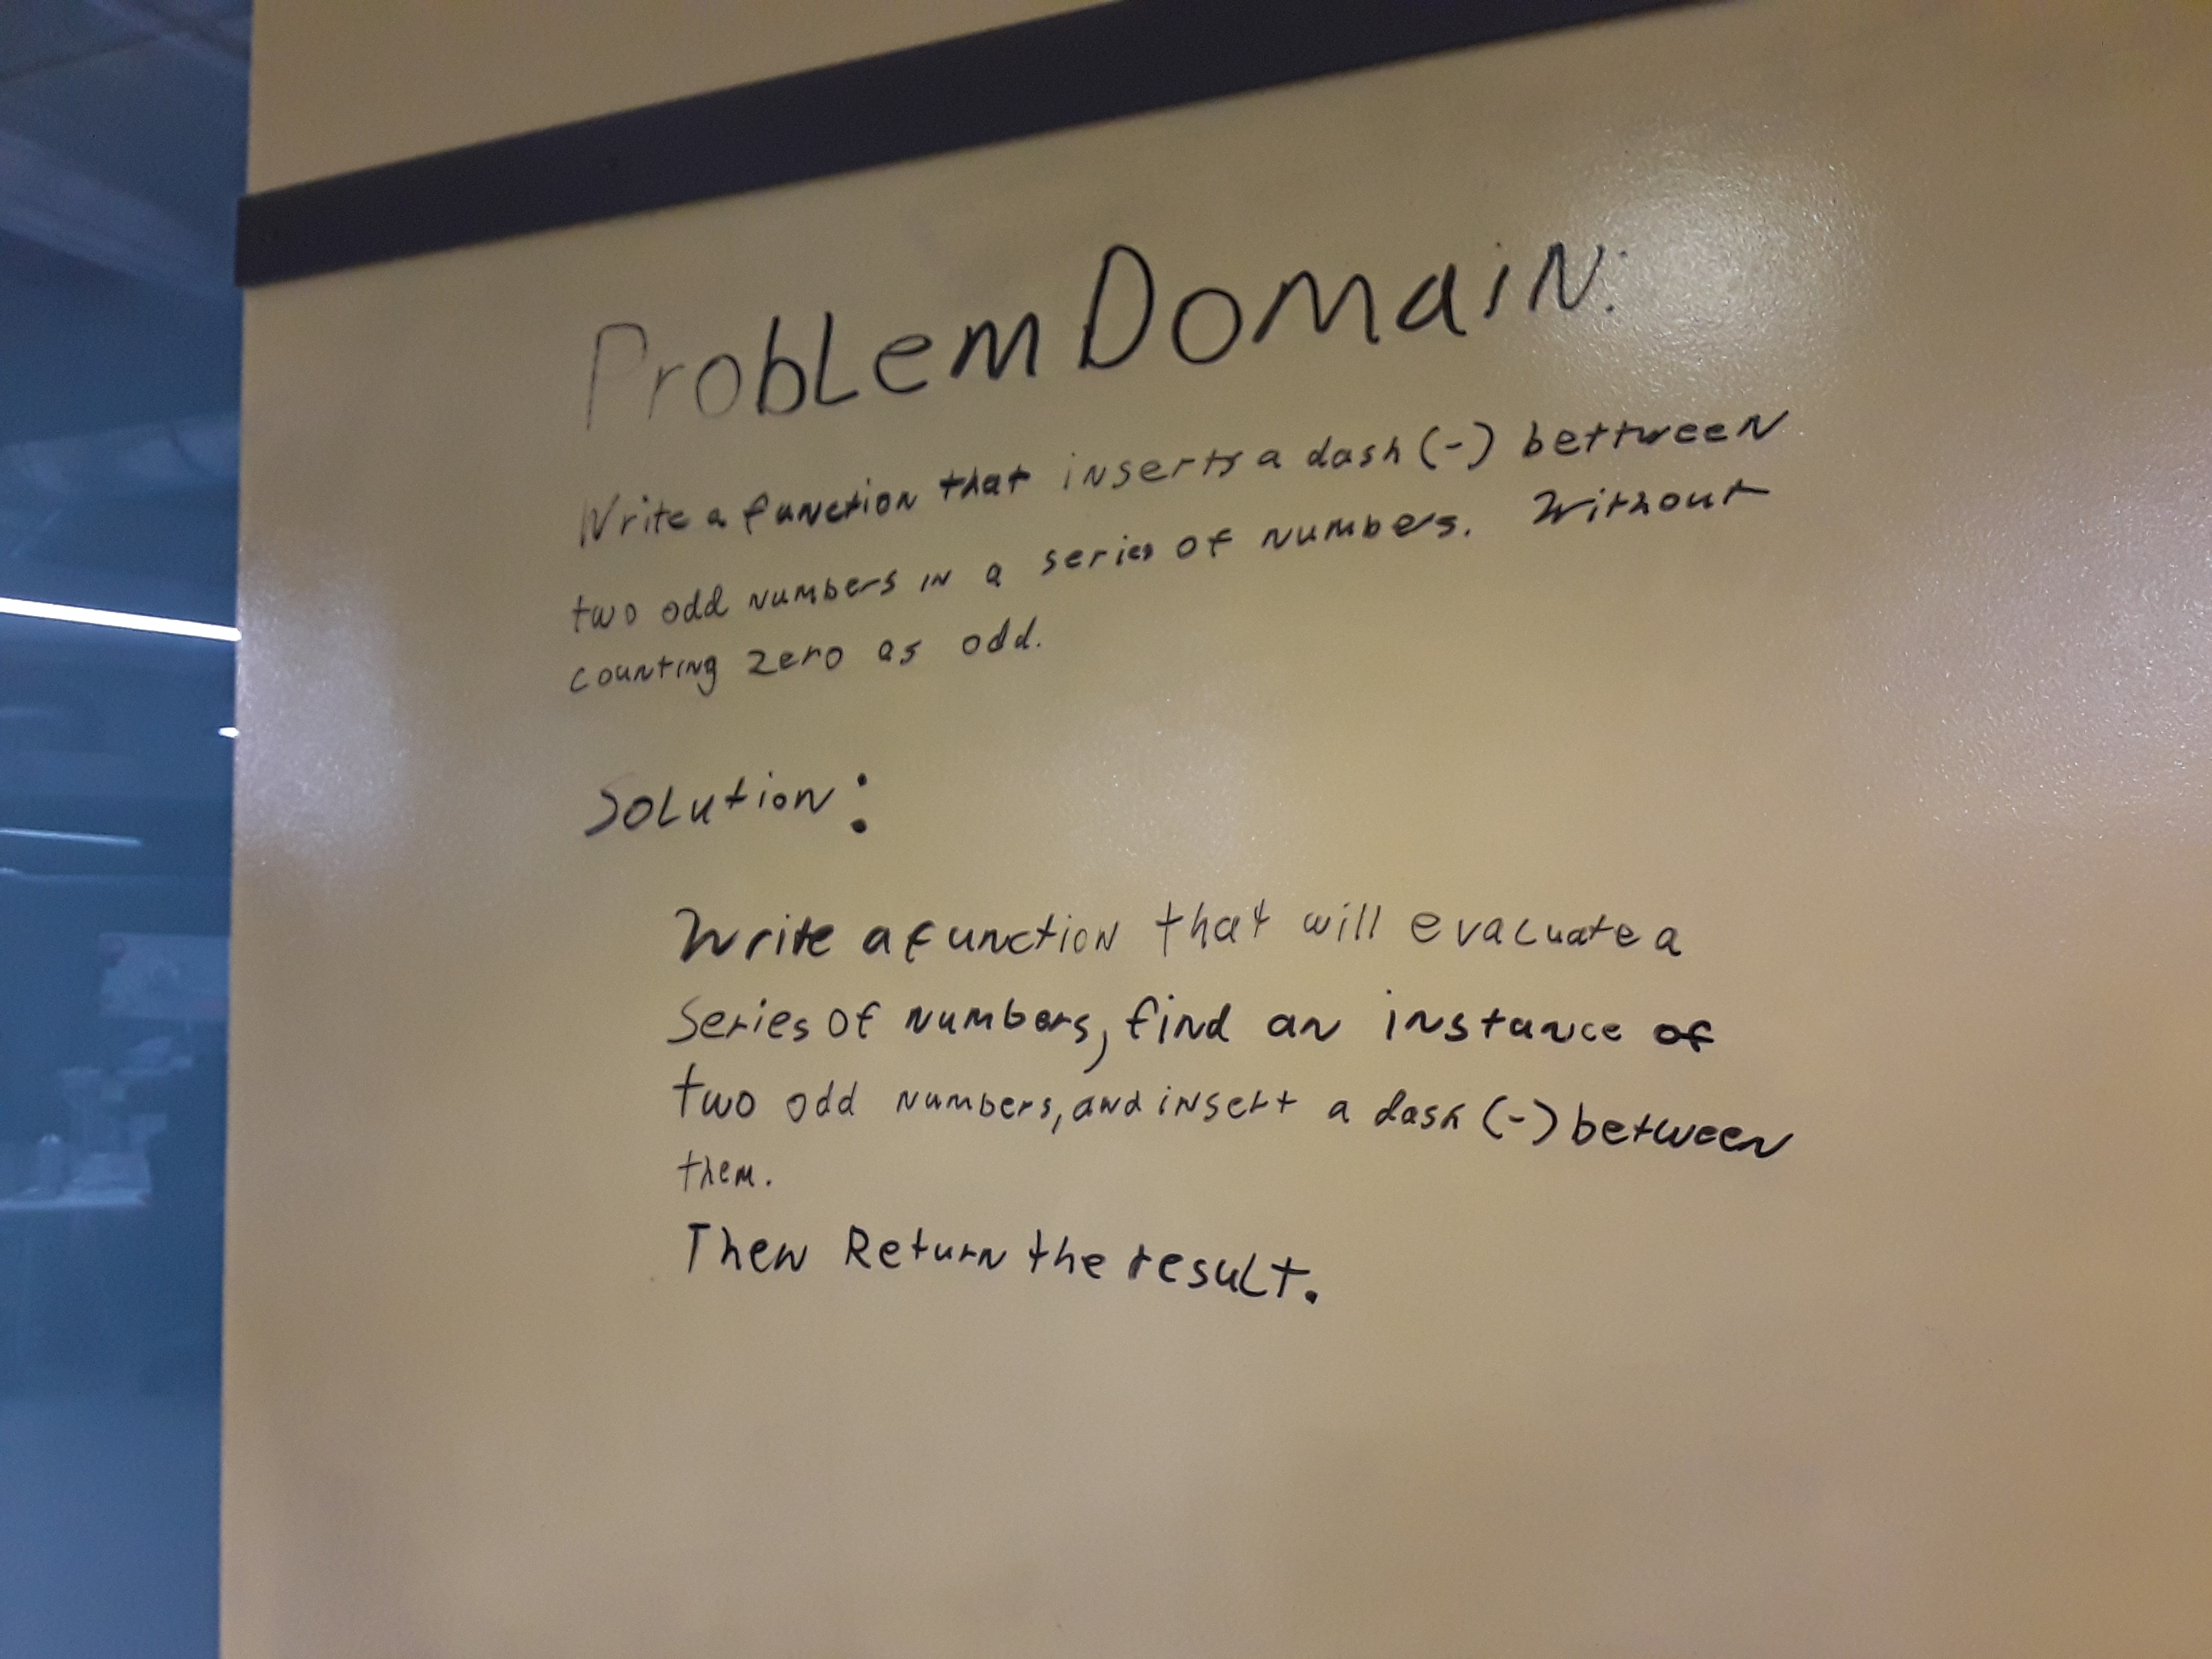 Problem Domain:
Write a function that inserts a dash (-) bettween
two odd numbers in a series of numbers. Without
counting zero as odd.
Solution:
Write a function that will evaluate a
Series of numbers, find an instance of
two odd numbers, and insert a dash (-) between
them.
Then Return the result.